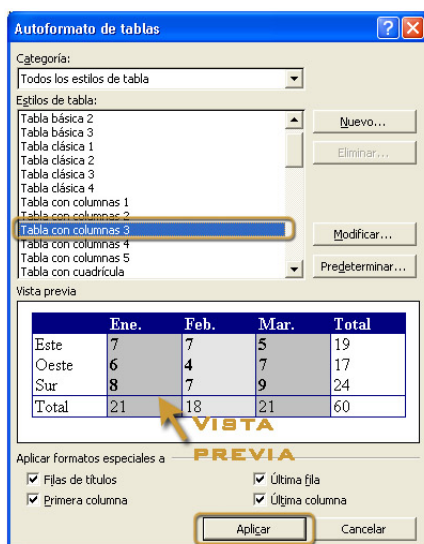 Autoformato de tablas
Categoría:
Todos los estilos de tabla
Estilos de tabla:
Tabla básica 2
Tabla básica 3
Tabla clásica 1
Tabla clásica 2
Tabla clásica 3
Tabla clásica 4
Tabla con columnas 1
Tabla con columnas 2
Tabla con columnas 3
Tabla con columnas 4
Tabla con columnas 5
Tabla con cuadrícula
Nuevo...
Eliminar...
Modificar...
Predeterminar...
Vista previa
Ene. Feb. Mar. Total
Este 7 7 5 19
Oeste 6 4 7 17
Sur 8 7 9 24
Total 21 18 21 60
VISTA
PREVIA
Aplicar formatos especiales a
Filas de títulos
Última fila
Primera columna
Última columna
Aplicar
Cancelar